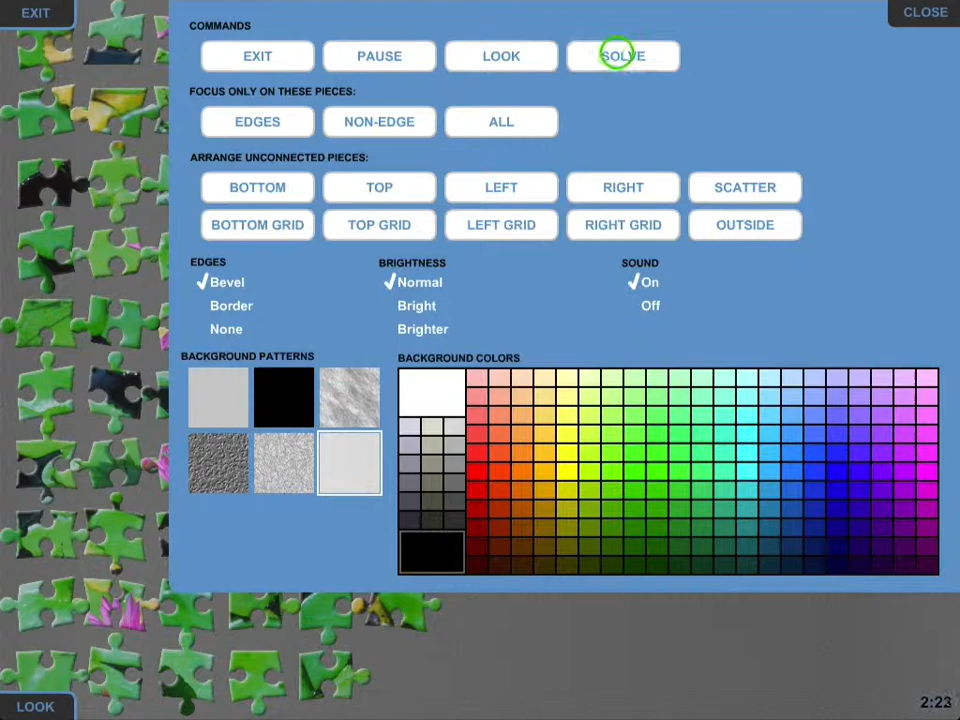 EXIT
CLOSE
COMMANDS
EXIT PAUSE LOOK SOLVE
FOCUS ONLY ON THESE PIECES:
EDGES NON-EDGE ALL
ARRANGE UNCONNECTED PIECES:
BOTTOM TOP LEFT RIGHT SCATTER
BOTTOM GRID TOP GRID LEFT GRID RIGHT GRID OUTSIDE
EDGES BRIGHTNESS SOUND
Bevel Normal On
Border Bright Off
None Brighter
BACKGROUND PATTERNS BACKGROUND COLORS
LOOK
2:23